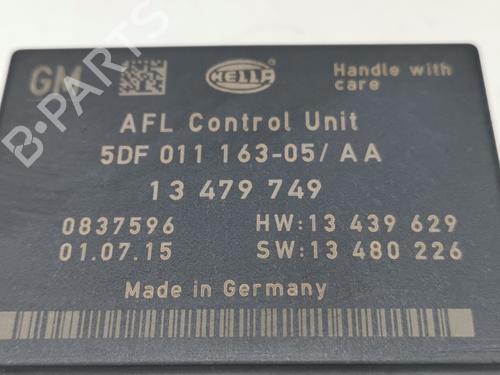 GM
HELLA
Handle with
care
AFL Control Unit
5DF 011 163-05/ AA
13 479 749
0837596 HW:13 439 629
01.07.15 SW:13 480 226
Made in Germany
B-PARTS